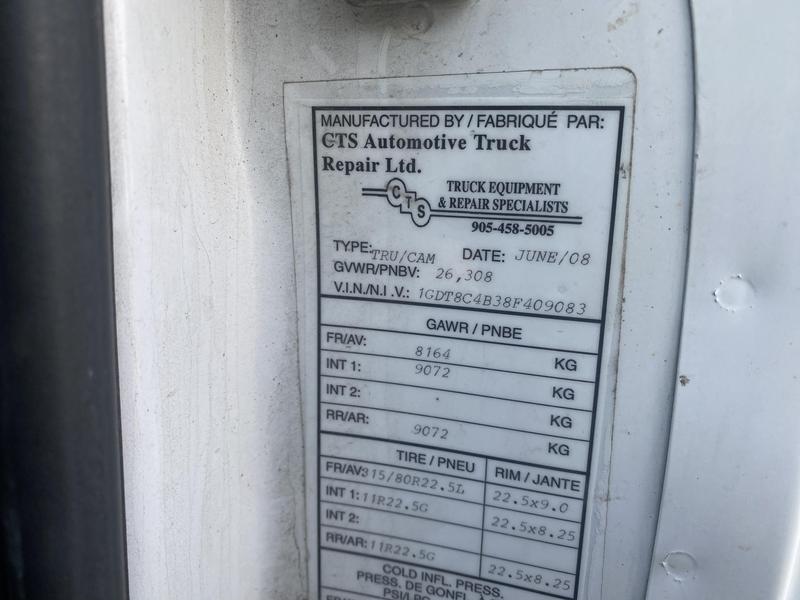 MANUFACTURED BY / FABRIQUÉ PAR:
CTS Automotive Truck
Repair Ltd.
CTS
TRUCK EQUIPMENT
& REPAIR SPECIALISTS
905-458-5005
TYPE: TRU/CAM DATE: JUNE/08
GVWR/PNBV: 26,308
V.I.N./N.I.V.: 1GDT8C4B38F409083
GAWR / PNBE
FR/AV: 8164 KG
INT 1: 9072 KG
INT 2: KG
RR/AR: 9072 KG
TIRE / PNEU RIM / JANTE
FR/AV: 315/80R22.5L 22.5x9.0
INT 1: 11R22.5G 22.5x8.25
INT 2:
RR/AR: 11R22.5G 22.5x8.25
COLD INFL. PRESS.
PRESS. DE GONFL. À